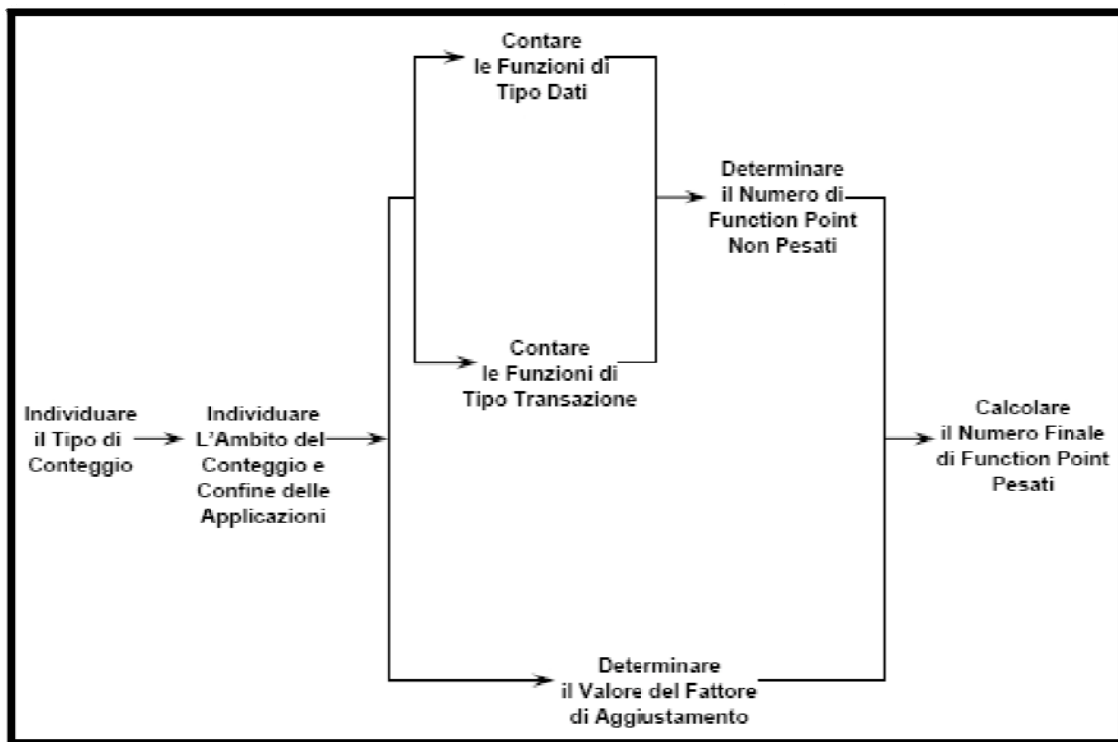 Individuare
il Tipo di
Conteggio
Individuare
L'Ambito del
Conteggio e
Confine delle
Applicazioni
Contare
le Funzioni di
Tipo Dati
Contare
le Funzioni di
Tipo Transazione
Determinare
il Numero di
Function Point
Non Pesati
Determinare
il Valore del Fattore
di Aggiustamento
Calcolare
il Numero Finale
di Function Point
Pesati